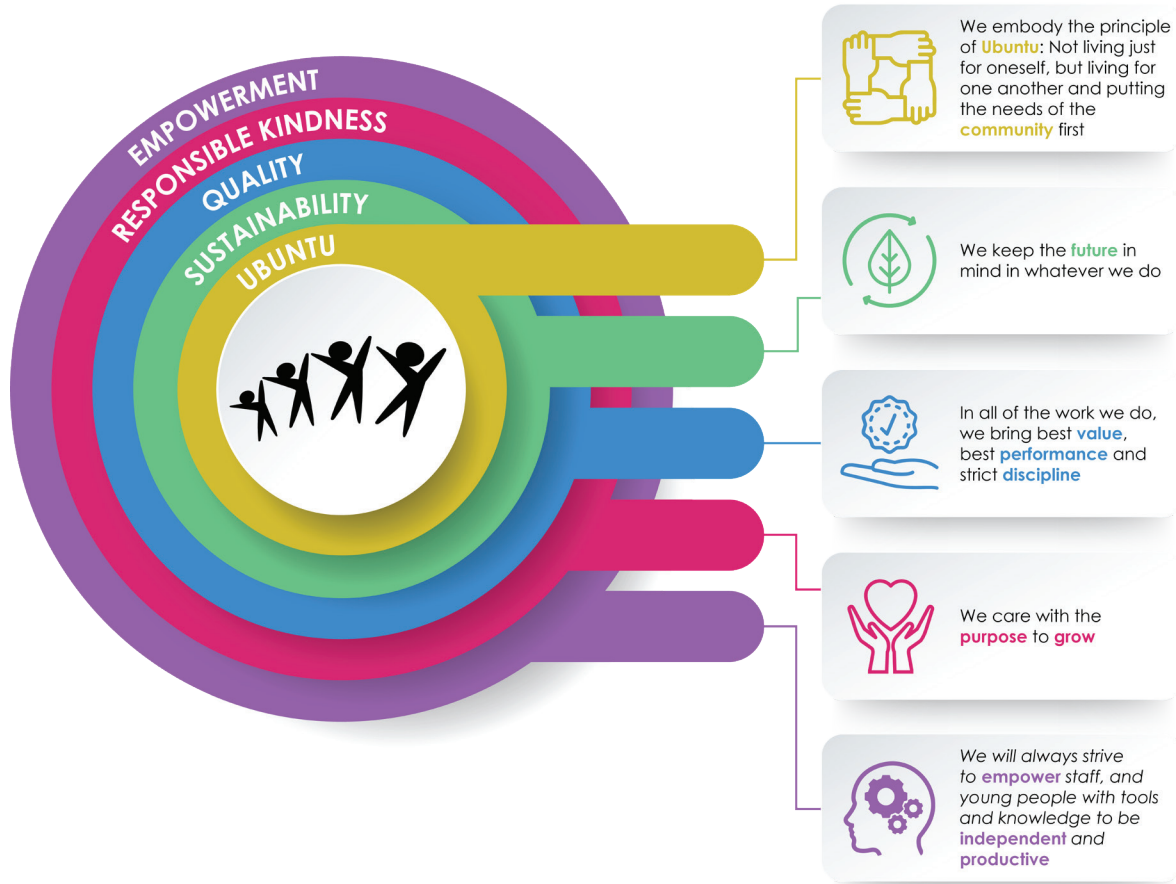 EMPOWERMENT
RESPONSIBLE KINDNESS
QUALITY
SUSTAINABILITY
UBUNTU
We embody the principle
of Ubuntu: Not living just
for oneself, but living for
one another and putting
the needs of the
community first
We keep the future in
mind in whatever we do
In all of the work we do,
we bring best value,
best performance and
strict discipline
We care with the
purpose to grow
We will always strive
to empower staff, and
young people with tools
and knowledge to be
independent and
productive